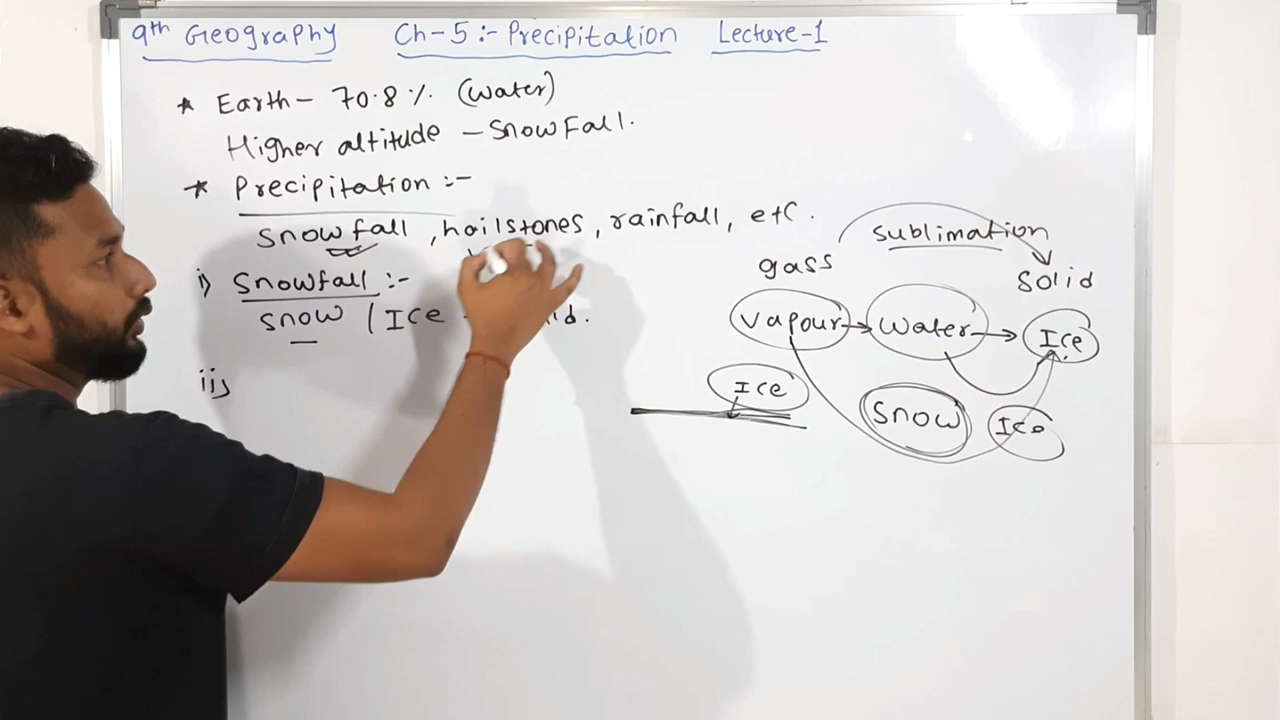 9th Geography Ch-5:- Precipitation Lecture-1
* Earth - 70.8 % (water)
Higher altitude - SnowFall.
* Precipitation :-
snowfall, hailstones, rainfall, etc.
i) Snowfall :-
snow / Ice
ii)
sublimation
gass
Solid
Vapour → Water → Ice
Ice
Snow
Ice